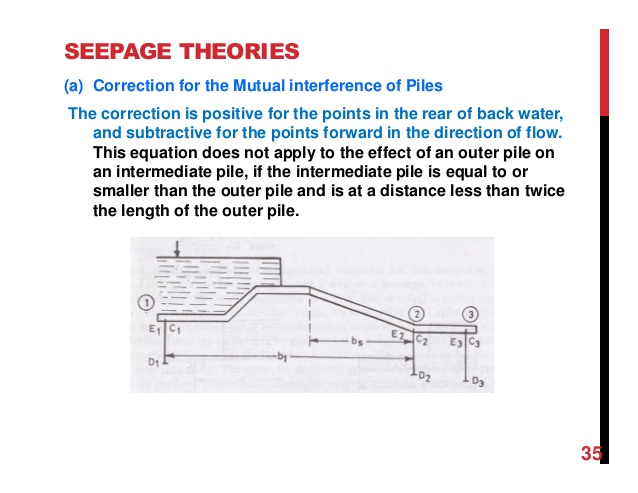 SEEPAGE THEORIES
(a) Correction for the Mutual interference of Piles
The correction is positive for the points in the rear of back water,
and subtractive for the points forward in the direction of flow.
This equation does not apply to the effect of an outer pile on
an intermediate pile, if the intermediate pile is equal to or
smaller than the outer pile and is at a distance less than twice
the length of the outer pile.
1
2
3
E1 C1
E2 C2
E3 C3
bs
b1
D1
D2
D3
35